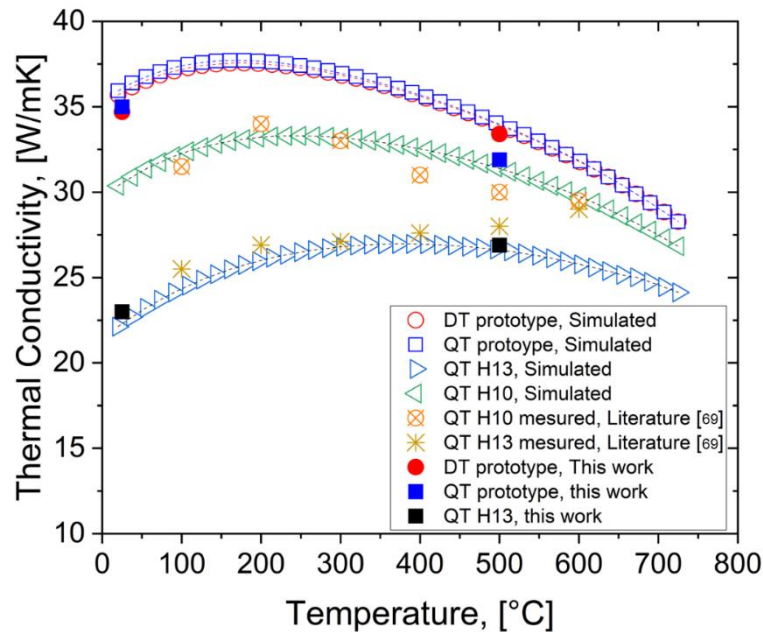 40
35
30
25
20
15
10
0 100 200 300 400 500 600 700 800
Thermal Conductivity, [W/mK]
Temperature, [°C]
DT prototype, Simulated
QT protoype, Simulated
QT H13, Simulated
QT H10, Simulated
QT H10 mesured, Literature [69]
QT H13 mesured, Literature [69]
DT prototype, This work
QT prototype, this work
QT H13, this work